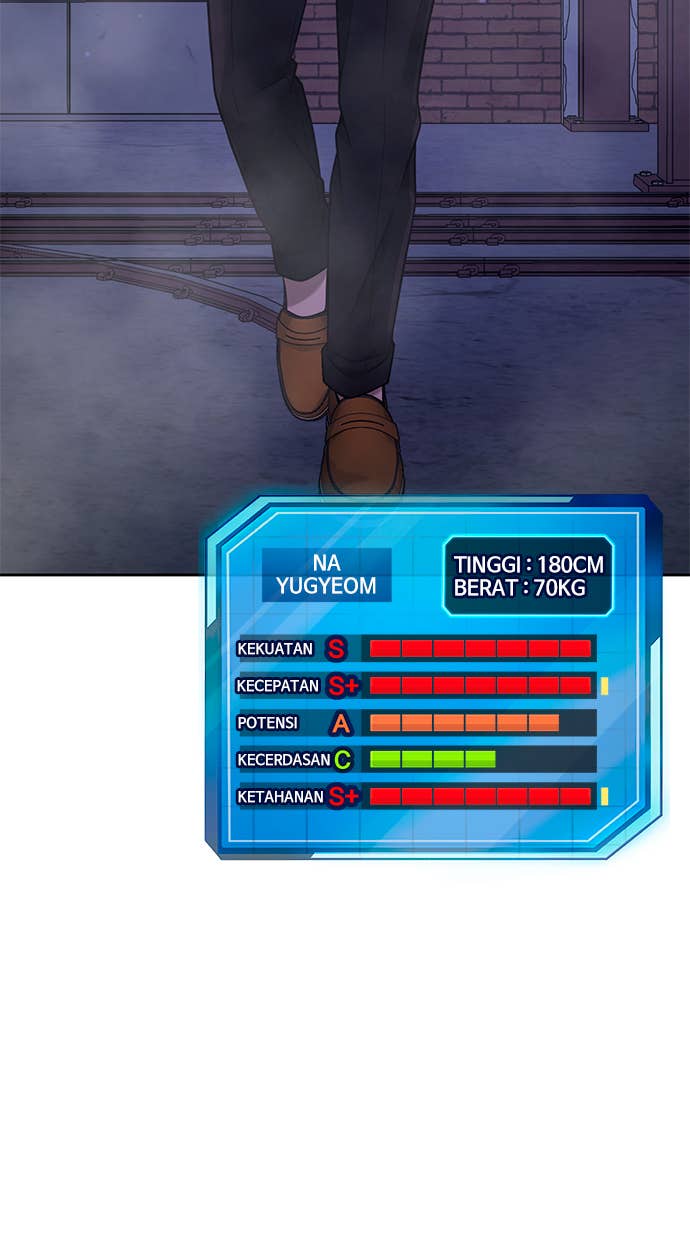 NA
YUGYEOM
TINGGI : 180CM
BERAT : 70KG
KEKUATAN S
KECEPATAN S+
POTENSI A
KECERDASAN C
KETAHANAN S+